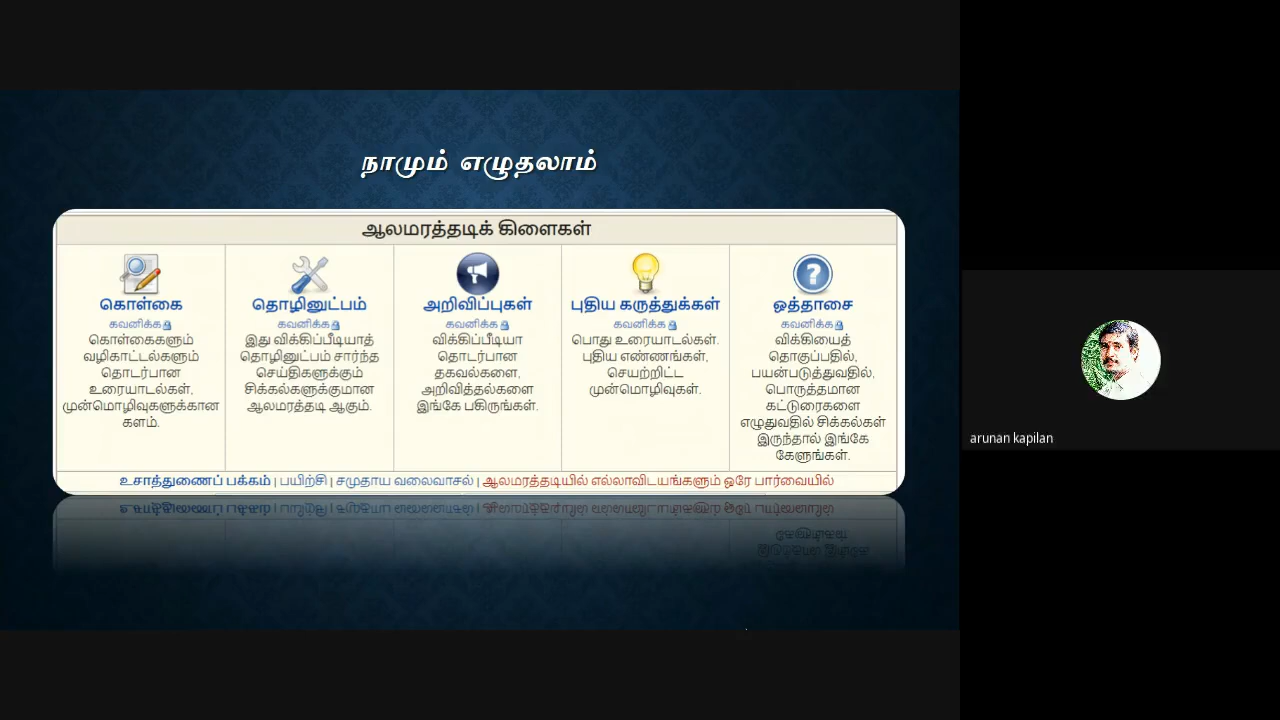 நாமும் எழுதலாம்
ஆலமரத்தடிக் கிளைகள்
கொள்கை
கவனிக்க
கொள்கைகளும்
வழிகாட்டல்களும்
தொடர்பான
உரையாடல்கள்,
முன்மொழிவுகளுக்கான
களம்.
தொழினுட்பம்
கவனிக்க
இது விக்கிப்பீடியாத்
தொழினுட்பம் சார்ந்த
செய்திகளுக்கும்
சிக்கல்களுக்குமான
ஆலமரத்தடி ஆகும்.
அறிவிப்புகள்
கவனிக்க
விக்கிப்பீடியா
தொடர்பான
தகவல்களை,
அறிவித்தல்களை
இங்கே பகிருங்கள்.
புதிய கருத்துக்கள்
கவனிக்க
பொது உரையாடல்கள்.
புதிய எண்ணங்கள்,
செயற்றிட்ட
முன்மொழிவுகள்.
ஒத்தாசை
கவனிக்க
விக்கியைத்
தொகுப்பதில்,
பயன்படுத்துவதில்,
பொருத்தமான
கட்டுரைகளை
எழுதுவதில் சிக்கல்கள்
இருந்தால் இங்கே
கேளுங்கள்.
உசாத்துணைப் பக்கம் | பயிற்சி | சமுதாய வலைவாசல் | ஆலமரத்தடியில் எல்லாவிடயங்களும் ஒரே பார்வையில்
arunan kapilan